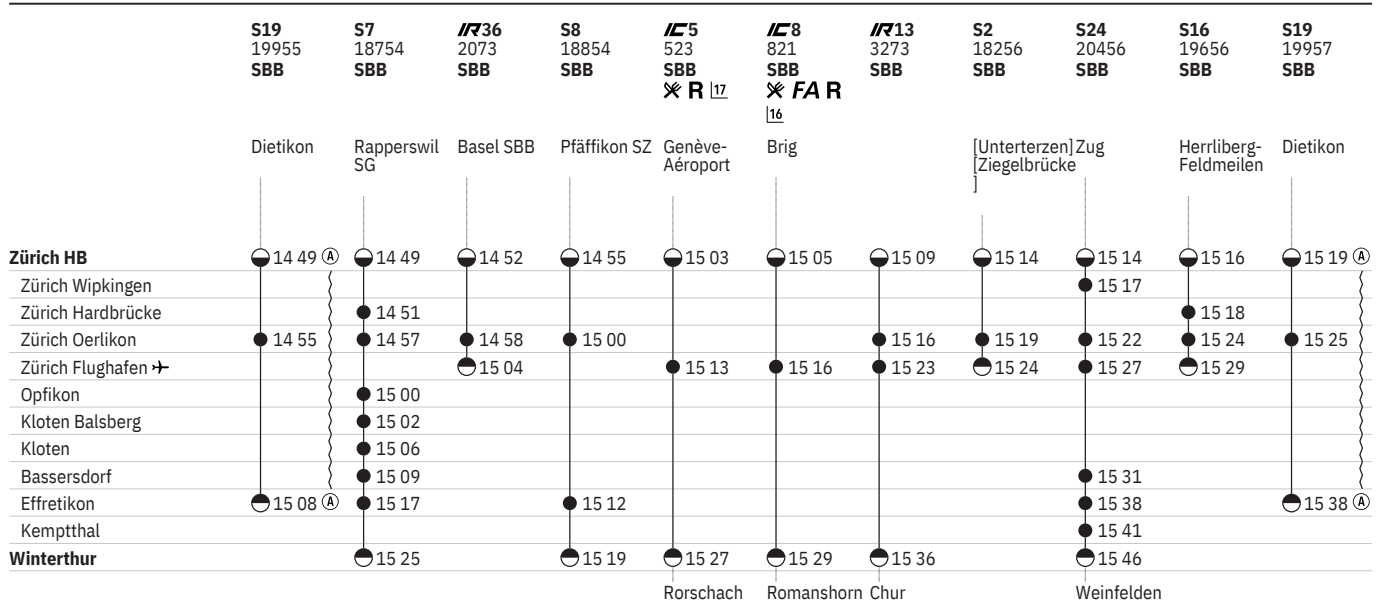 S19 S7 IR36 S8 IC5 IC8 IR13 S2 S24 S16 S19
19955 18754 2073 18854 523 821 3273 18256 20456 19656 19957
SBB SBB SBB SBB SBB SBB SBB SBB SBB SBB SBB
R 17 FA R
16
Dietikon Rapperswil Basel SBB Pfäffikon SZ Genève- Brig [Unterterzen] Zug Herrliberg- Dietikon
SG Aéroport [Ziegelbrücke Feldmeilen
]
Zürich HB 14 49 A 14 49 14 52 14 55 15 03 15 05 15 09 15 14 15 14 15 16 15 19 A
Zürich Wipkingen 15 17
Zürich Hardbrücke 14 51 15 18
Zürich Oerlikon 14 55 14 57 14 58 15 00 15 16 15 19 15 22 15 24 15 25
Zürich Flughafen 15 04 15 13 15 16 15 23 15 24 15 27 15 29
Opfikon 15 00
Kloten Balsberg 15 02
Kloten 15 06
Bassersdorf 15 09 15 31
Effretikon 15 08 A 15 17 15 12 15 38 15 38 A
Kemptthal 15 41
Winterthur 15 25 15 19 15 27 15 29 15 36 15 46
Rorschach Romanshorn Chur Weinfelden